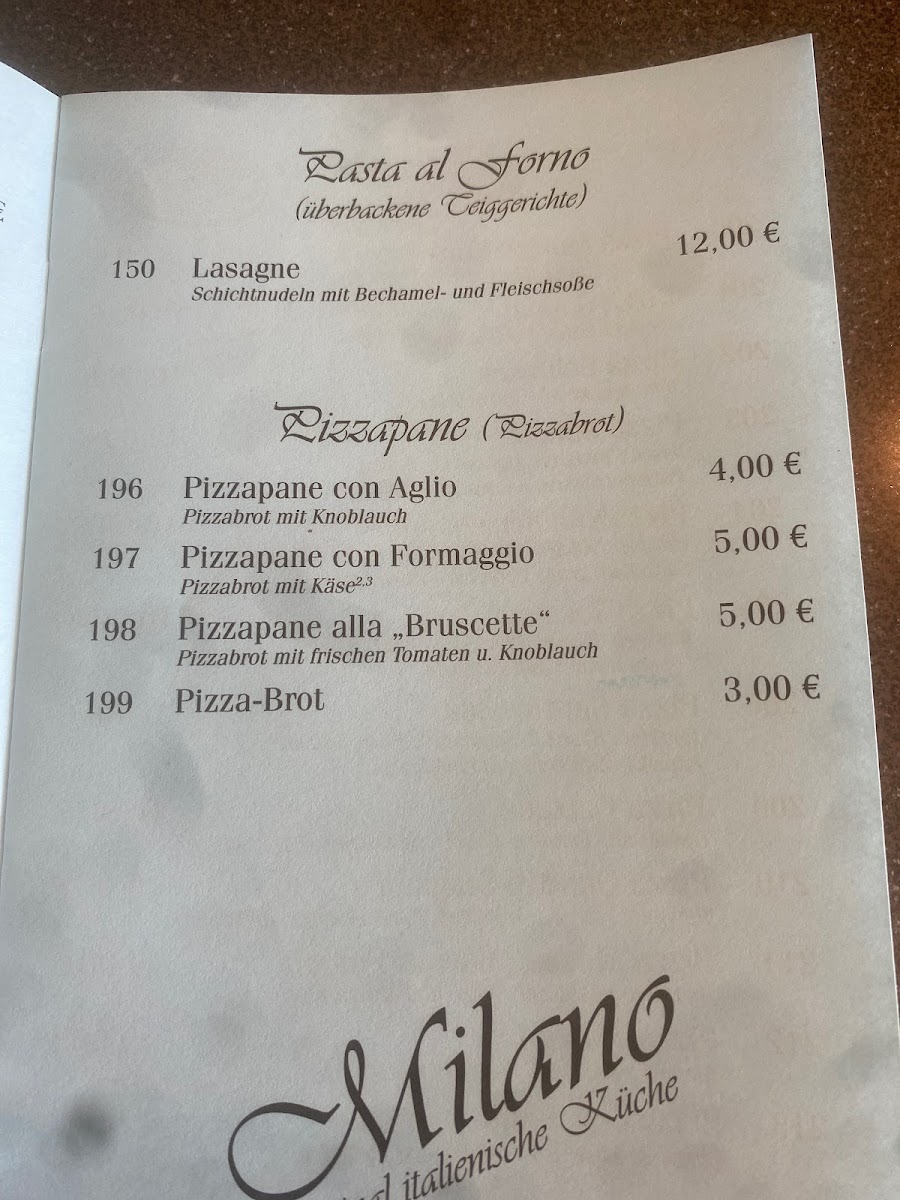 Pasta al Forno
(überbackene Teiggerichte)
150 Lasagne 12,00 €
Schichtnudeln mit Bechamel- und Fleischsoße
Pizzapane (Pizzabrot)
196 Pizzapane con Aglio 4,00 €
Pizzabrot mit Knoblauch
197 Pizzapane con Formaggio 5,00 €
Pizzabrot mit Käse2,3
198 Pizzapane alla „Bruscette“ 5,00 €
Pizzabrot mit frischen Tomaten u. Knoblauch
199 Pizza-Brot 3,00 €
Milano
italienische Küche